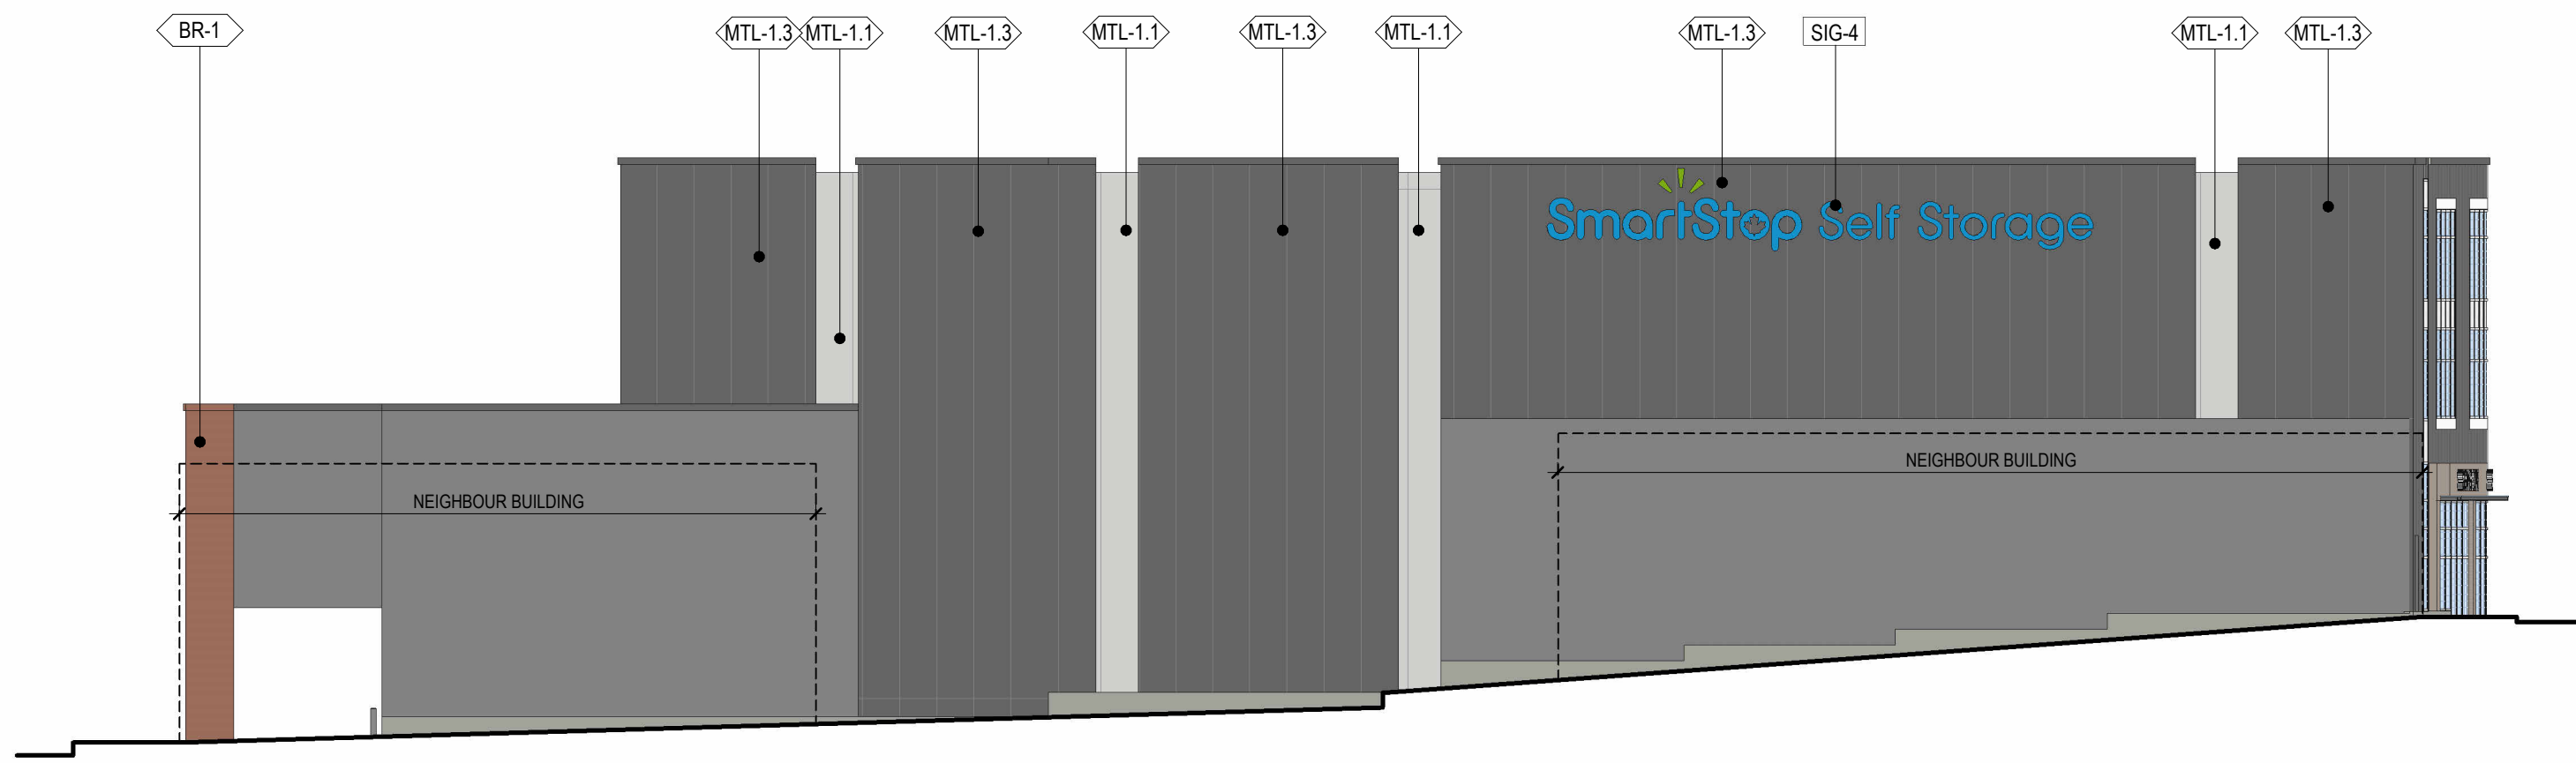 BR-1
MTL-1.3
MTL-1.1
MTL-1.3
MTL-1.1
MTL-1.3
MTL-1.1
MTL-1.3
SIG-4
MTL-1.1
MTL-1.3
SmartStop Self Storage
NEIGHBOUR BUILDING
NEIGHBOUR BUILDING